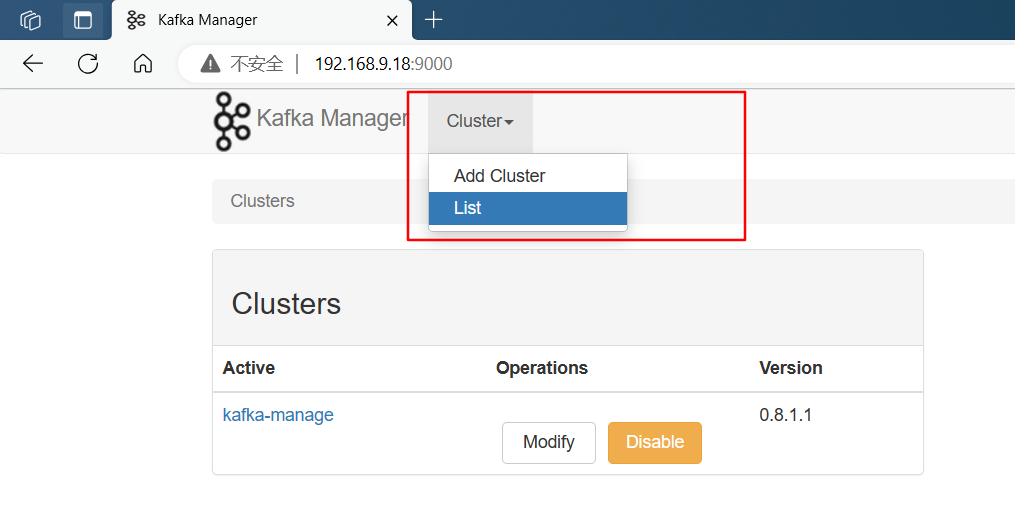 Kafka Manager
不安全 192.168.9.18:9000
Kafka Manager Cluster
Add Cluster
List
Clusters
Clusters
Active Operations Version
kafka-manage 0.8.1.1
Modify Disable